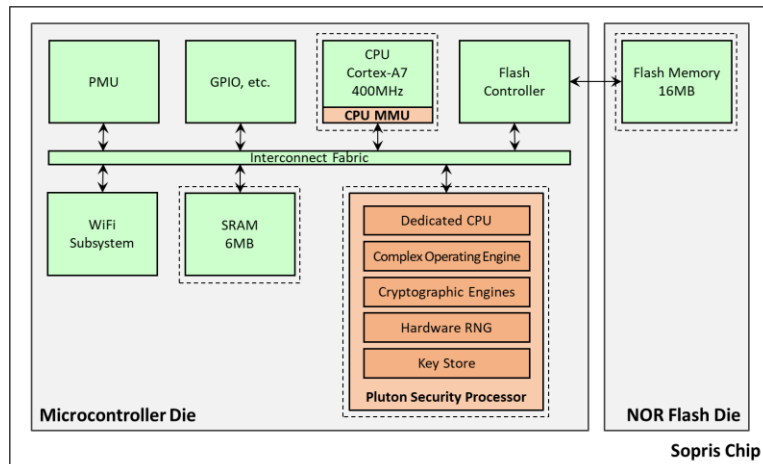 PMU
GPIO, etc.
CPU
Cortex-A7
400MHz
CPU MMU
Flash
Controller
Flash Memory
16MB
Interconnect Fabric
WiFi
Subsystem
SRAM
6MB
Dedicated CPU
Complex Operating Engine
Cryptographic Engines
Hardware RNG
Key Store
Pluton Security Processor
Microcontroller Die
NOR Flash Die
Sopris Chip